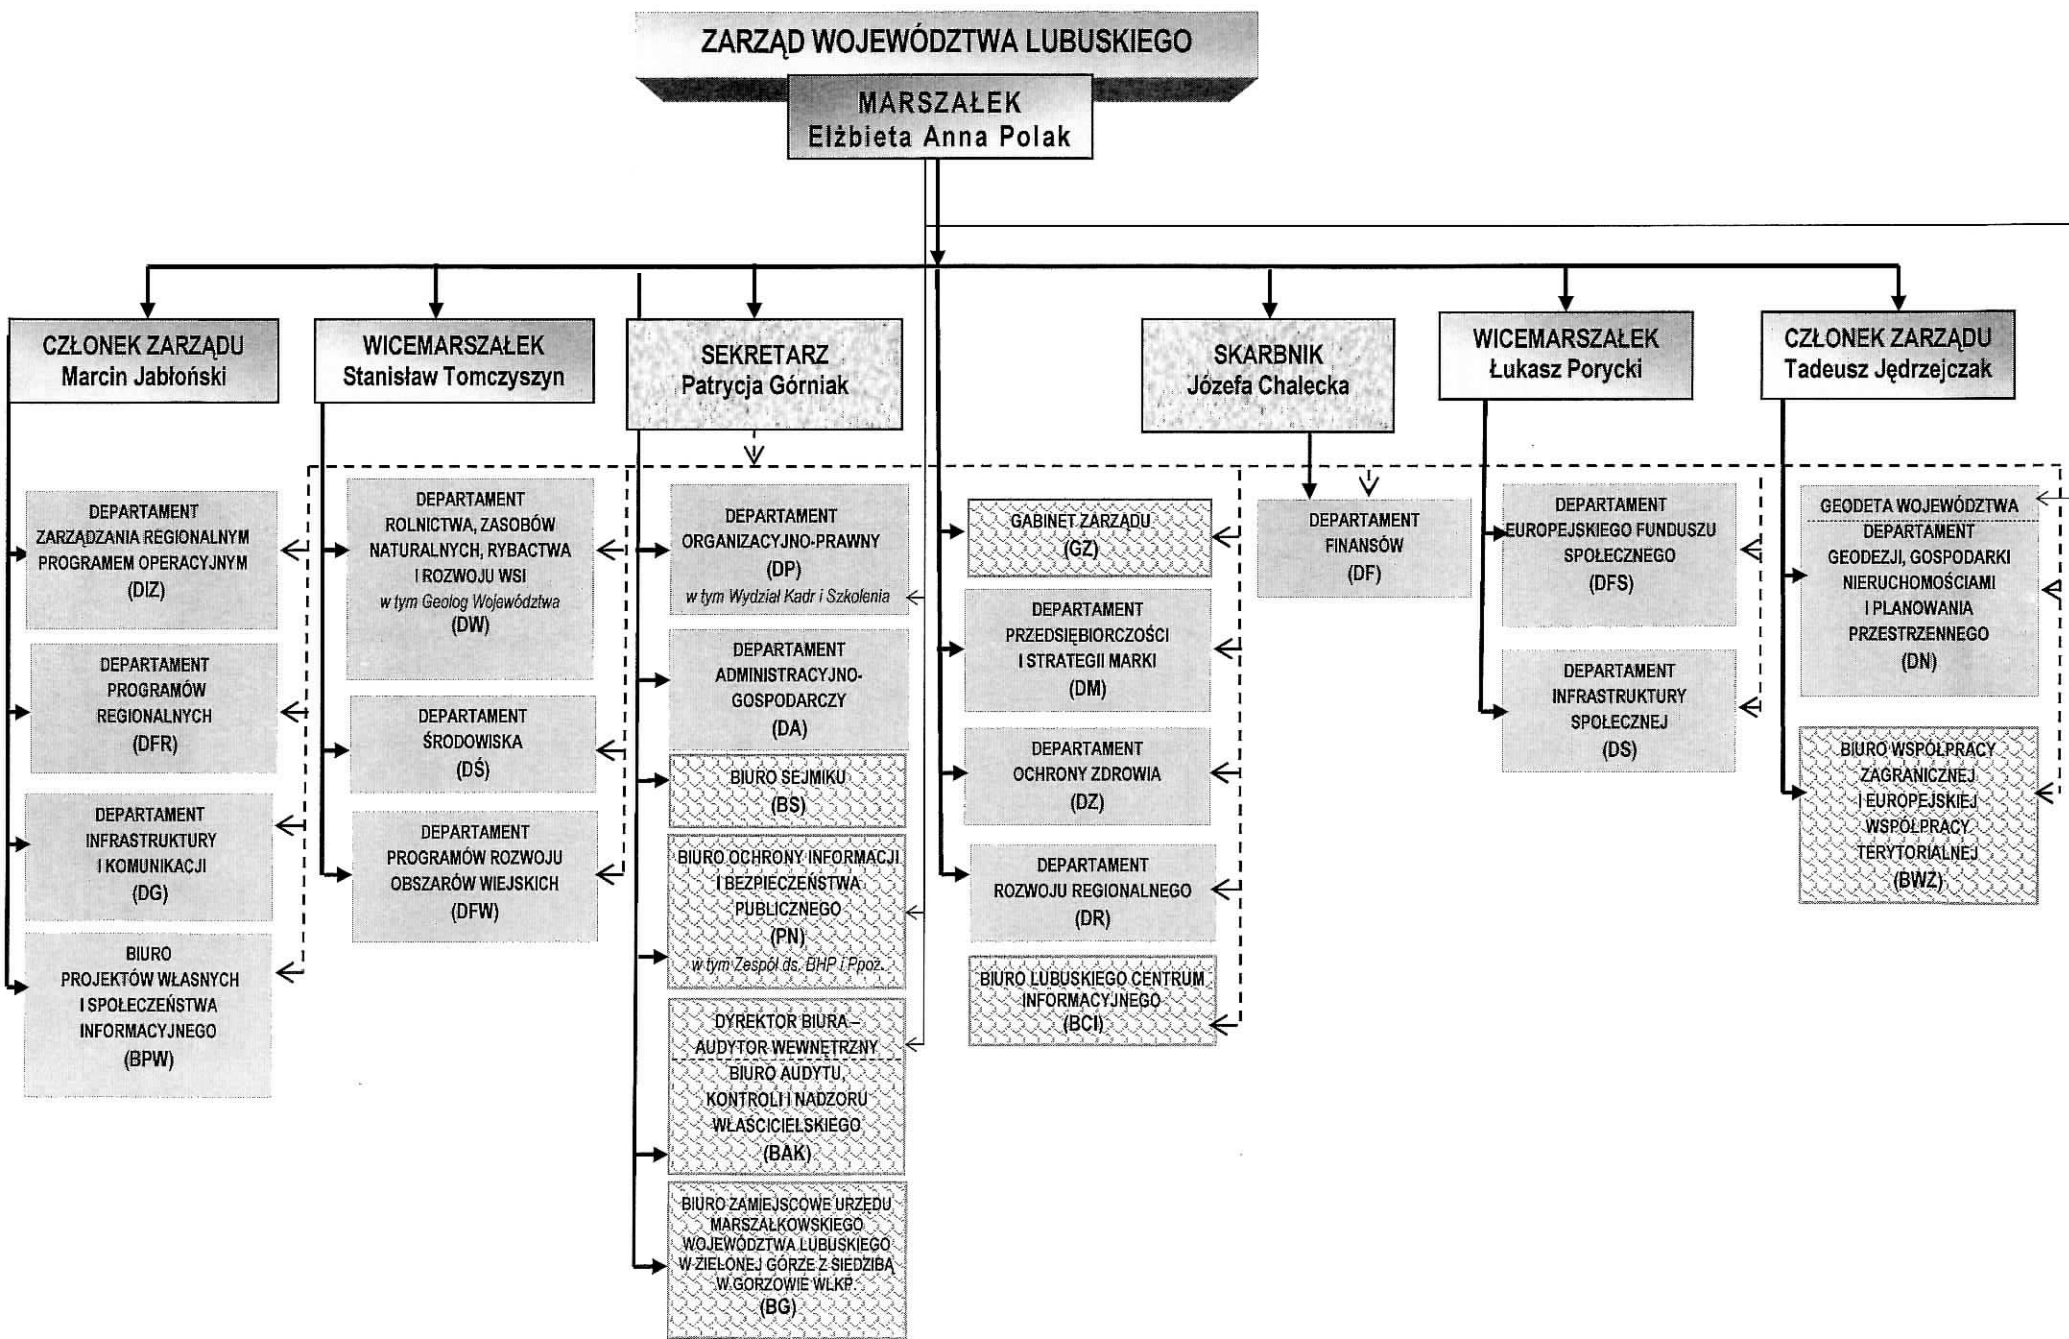 ZARZĄD WOJEWÓDZTWA LUBUSKIEGO
MARSZAŁEK
Elżbieta Anna Polak
CZŁONEK ZARZĄDU
Marcin Jabłoński
WICEMARSZAŁEK
Stanisław Tomczyszyn
SEKRETARZ
Patrycja Górniak
SKARBNIK
Józefa Chalecka
WICEMARSZAŁEK
Łukasz Porycki
CZŁONEK ZARZĄDU
Tadeusz Jędrzejczak
DEPARTAMENT
ZARZĄDZANIA REGIONALNYM
PROGRAMEM OPERACYJNYM
(DIZ)
DEPARTAMENT
PROGRAMÓW
REGIONALNYCH
(DFR)
DEPARTAMENT
INFRASTRUKTURY
I KOMUNIKACJI
(DG)
BIURO
PROJEKTÓW WŁASNYCH
I SPOŁECZEŃSTWA
INFORMACYJNEGO
(BPW)
DEPARTAMENT
ROLNICTWA, ZASOBÓW
NATURALNYCH, RYBACTWA
I ROZWOJU WSI
w tym Geolog Województwa
(DW)
DEPARTAMENT
ŚRODOWISKA
(DŚ)
DEPARTAMENT
PROGRAMÓW ROZWOJU
OBSZARÓW WIEJSKICH
(DFW)
DEPARTAMENT
ORGANIZACYJNO-PRAWNY
(DP)
w tym Wydział Kadr i Szkolenia
DEPARTAMENT
ADMINISTRACYJNO-
GOSPODARCZY
(DA)
BIURO SEJMIKU
(BS)
BIURO OCHRONY INFORMACJI
I BEZPIECZEŃSTWA
PUBLICZNEGO
(PN)
w tym Zespół ds. BHP i Ppoż.
DYREKTOR BIURA –
AUDYTOR WEWNĘTRZNY
BIURO AUDYTU,
KONTROLI I NADZORU
WŁAŚCICIELSKIEGO
(BAK)
BIURO ZAMIEJSCOWE URZĘDU
MARSZAŁKOWSKIEGO
WOJEWÓDZTWA LUBUSKIEGO
W ZIELONEJ GÓRZE Z SIEDZIBĄ
W GORZOWIE WLKP.
(BG)
GABINET ZARZĄDU
(GZ)
DEPARTAMENT
PRZEDSIĘBIORCZOŚCI
I STRATEGII MARKI
(DM)
DEPARTAMENT
OCHRONY ZDROWIA
(DZ)
DEPARTAMENT
ROZWOJU REGIONALNEGO
(DR)
BIURO LUBUSKIEGO CENTRUM
INFORMACYJNEGO
(BCI)
DEPARTAMENT
FINANSÓW
(DF)
DEPARTAMENT
EUROPEJSKIEGO FUNDUSZU
SPOŁECZNEGO
(DFS)
DEPARTAMENT
INFRASTRUKTURY
SPOŁECZNEJ
(DS)
GEODETA WOJEWÓDZTWA
DEPARTAMENT
GEODEZJI, GOSPODARKI
NIERUCHOMOŚCIAMI
I PLANOWANIA
PRZESTRZENNEGO
(DN)
BIURO WSPÓŁPRACY
ZAGRANICZNEJ
I EUROPEJSKIEJ
WSPÓŁPRACY
TERYTORIALNEJ
(BWZ)